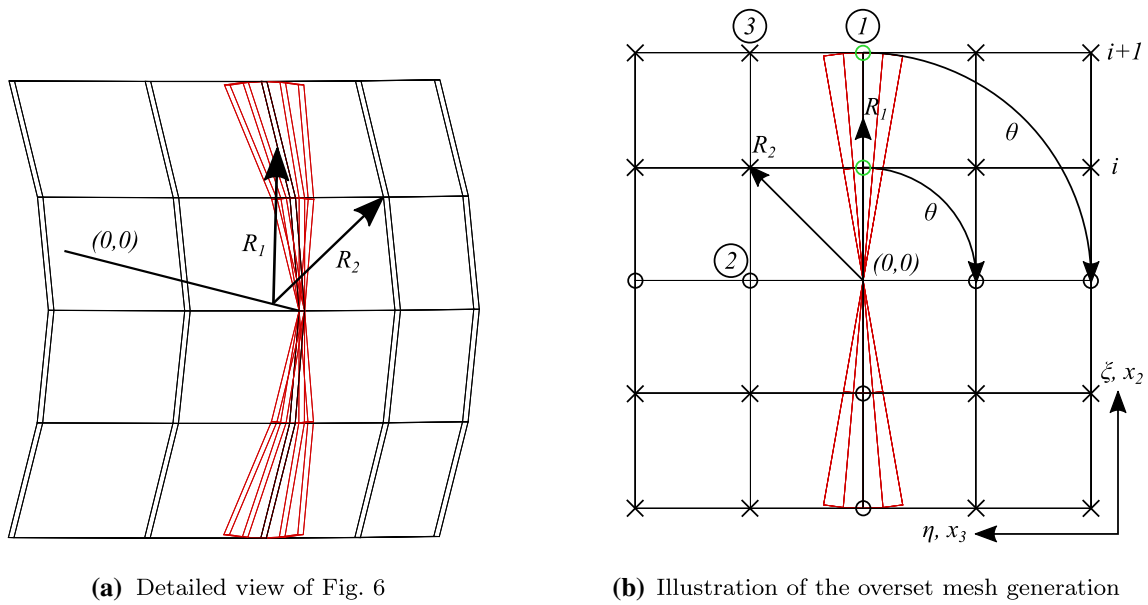 (0,0)
R1
R2
(a) Detailed view of Fig. 6
3
1
i+1
R1
θ
R2
i
θ
2
(0,0)
ξ, x2
η, x3
(b) Illustration of the overset mesh generation